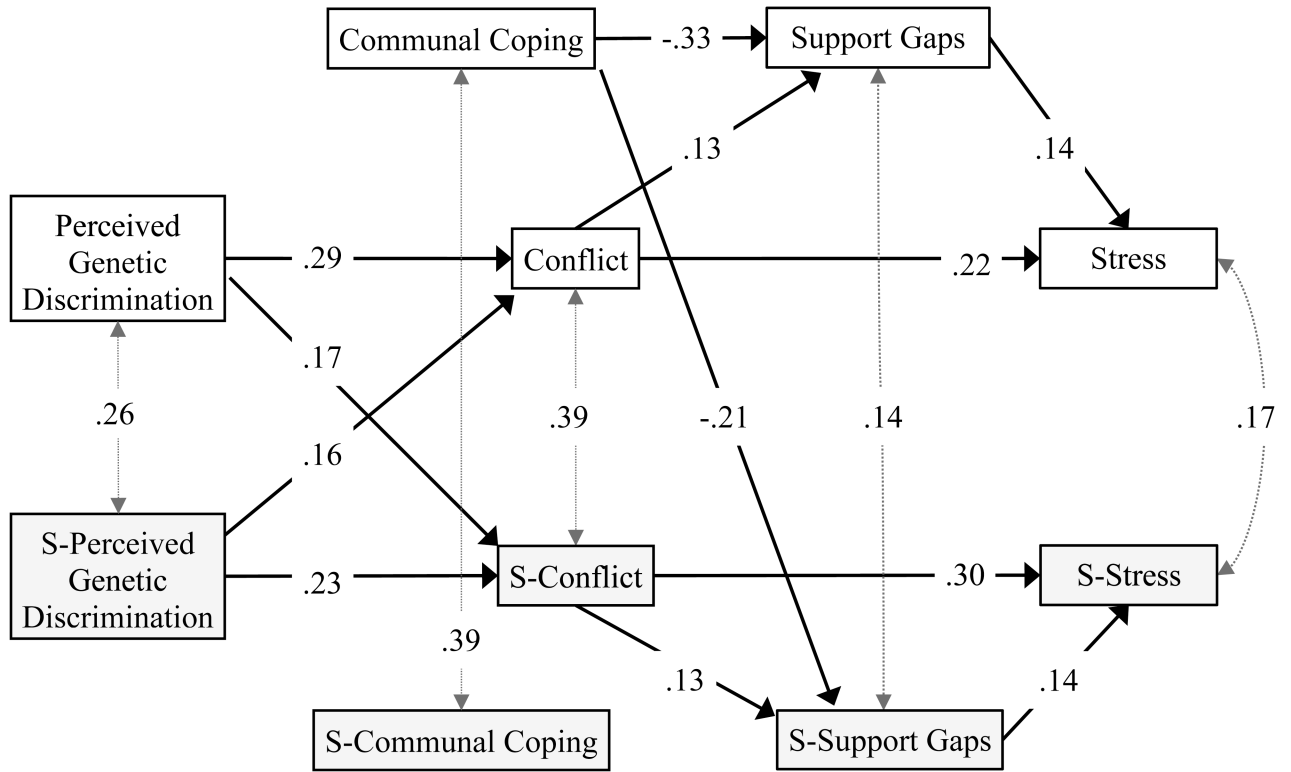 Communal Coping
-.33
Support Gaps
.13
.14
Perceived
Genetic
Discrimination
.29
Conflict
.22
Stress
.17
.26
.39
-.21
.14
.17
.16
S-Perceived
Genetic
Discrimination
.23
S-Conflict
.30
S-Stress
.39
.13
.14
S-Communal Coping
S-Support Gaps